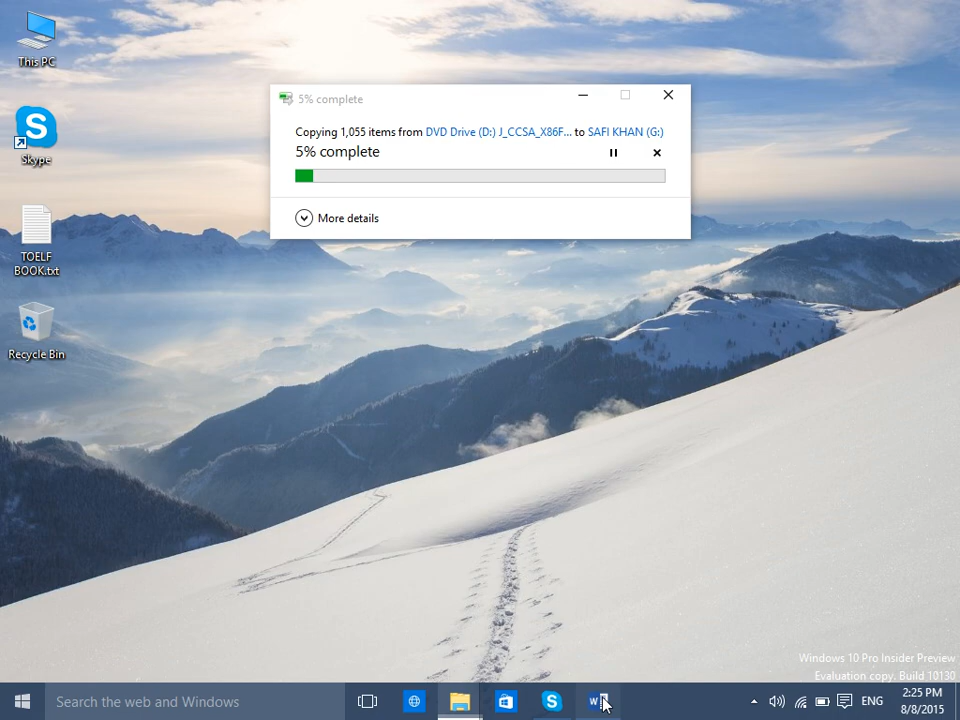 This PC
Skype
TOELF
BOOK.txt
Recycle Bin
5% complete
Copying 1,055 items from DVD Drive (D:) J_CCSA_X86F... to SAFI KHAN (G:)
5% complete
More details
Windows 10 Pro Insider Preview
Evaluation copy. Build 10130
Search the web and Windows
ENG
2:25 PM
8/8/2015